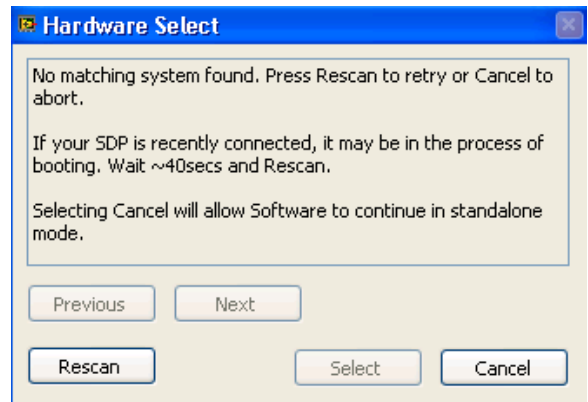 Hardware Select
No matching system found. Press Rescan to retry or Cancel to
abort.
If your SDP is recently connected, it may be in the process of
booting. Wait ~40secs and Rescan.
Selecting Cancel will allow Software to continue in standalone
mode.
Previous Next
Rescan Select Cancel